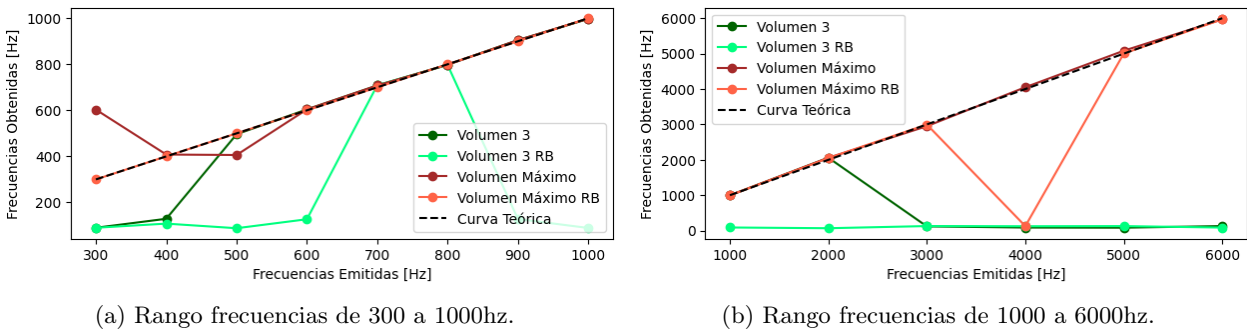 Frecuencias Obtenidas [Hz]
1000
800
600
400
200
300 400 500 600 700 800 900 1000
Frecuencias Emitidas [Hz]
Volumen 3
Volumen 3 RB
Volumen Máximo
Volumen Máximo RB
Curva Teórica
(a) Rango frecuencias de 300 a 1000hz.
Frecuencias Obtenidas [Hz]
6000
5000
4000
3000
2000
1000
0
1000 2000 3000 4000 5000 6000
Frecuencias Emitidas [Hz]
Volumen 3
Volumen 3 RB
Volumen Máximo
Volumen Máximo RB
Curva Teórica
(b) Rango frecuencias de 1000 a 6000hz.